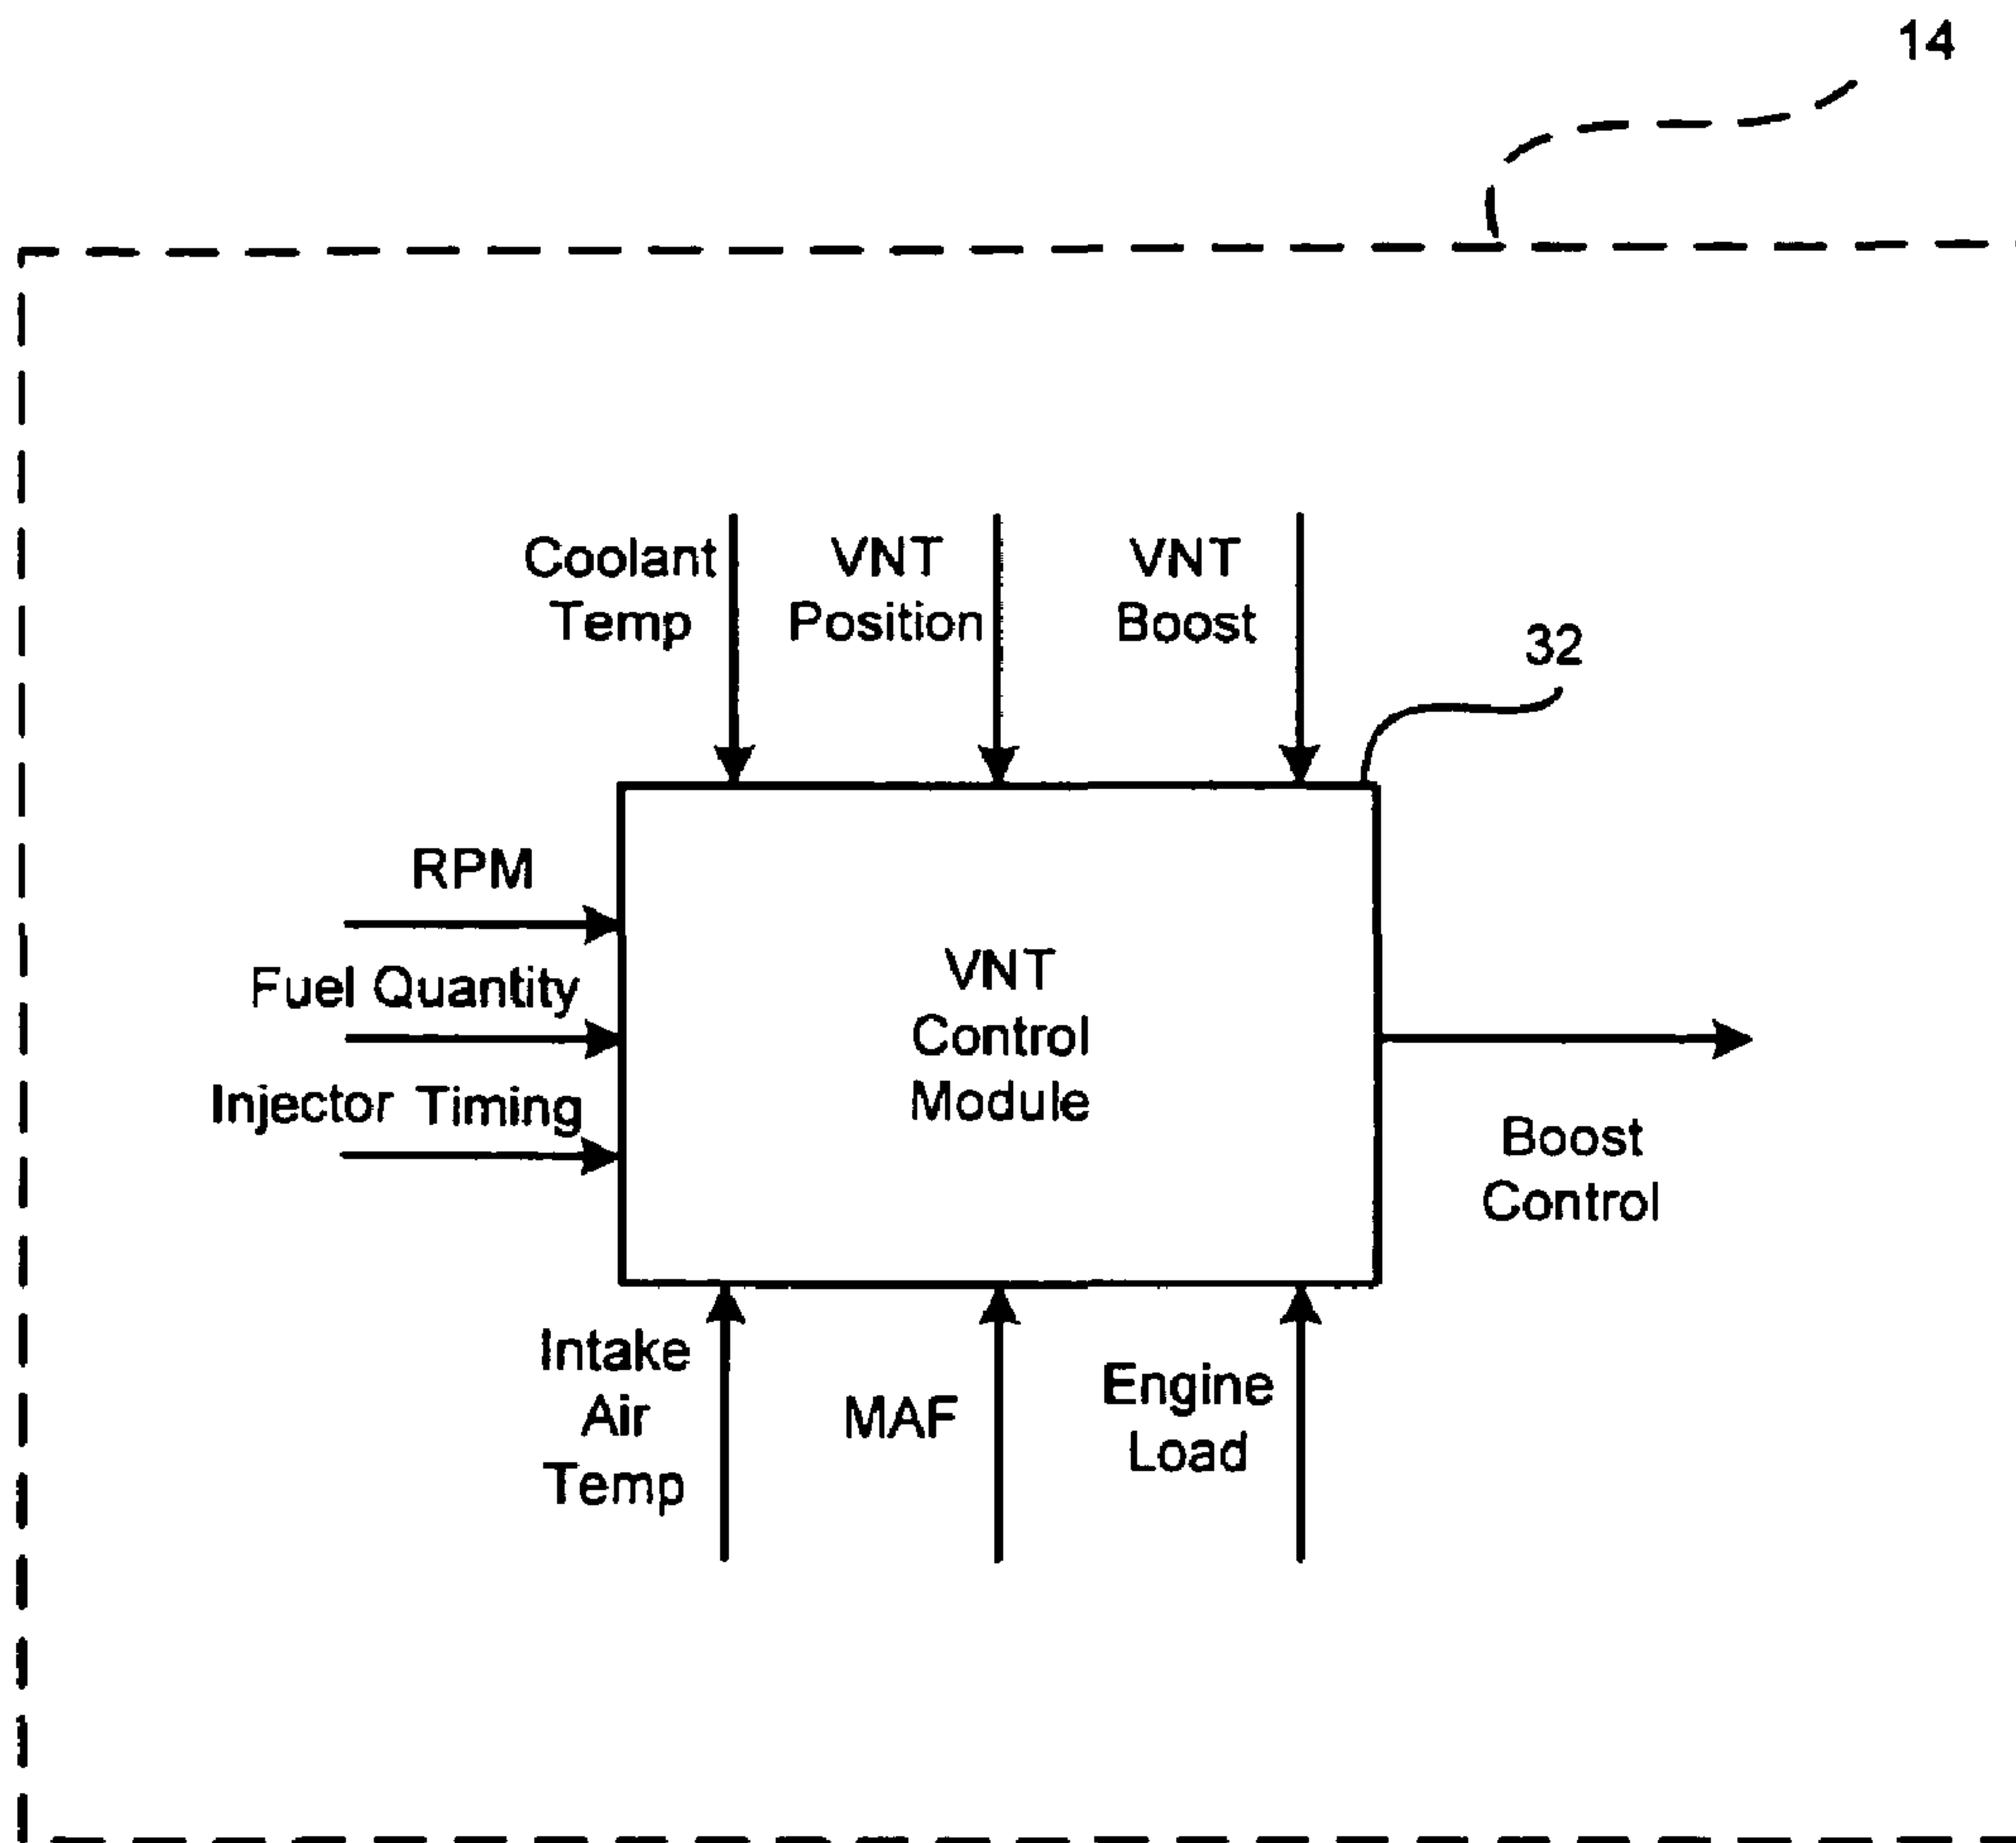 14
Coolant
Temp
VNT
Position
VNT
Boost
32
RPM
Fuel Quantity
Injector Timing
VNT
Control
Module
Boost
Control
Intake
Air
Temp
MAF
Engine
Load